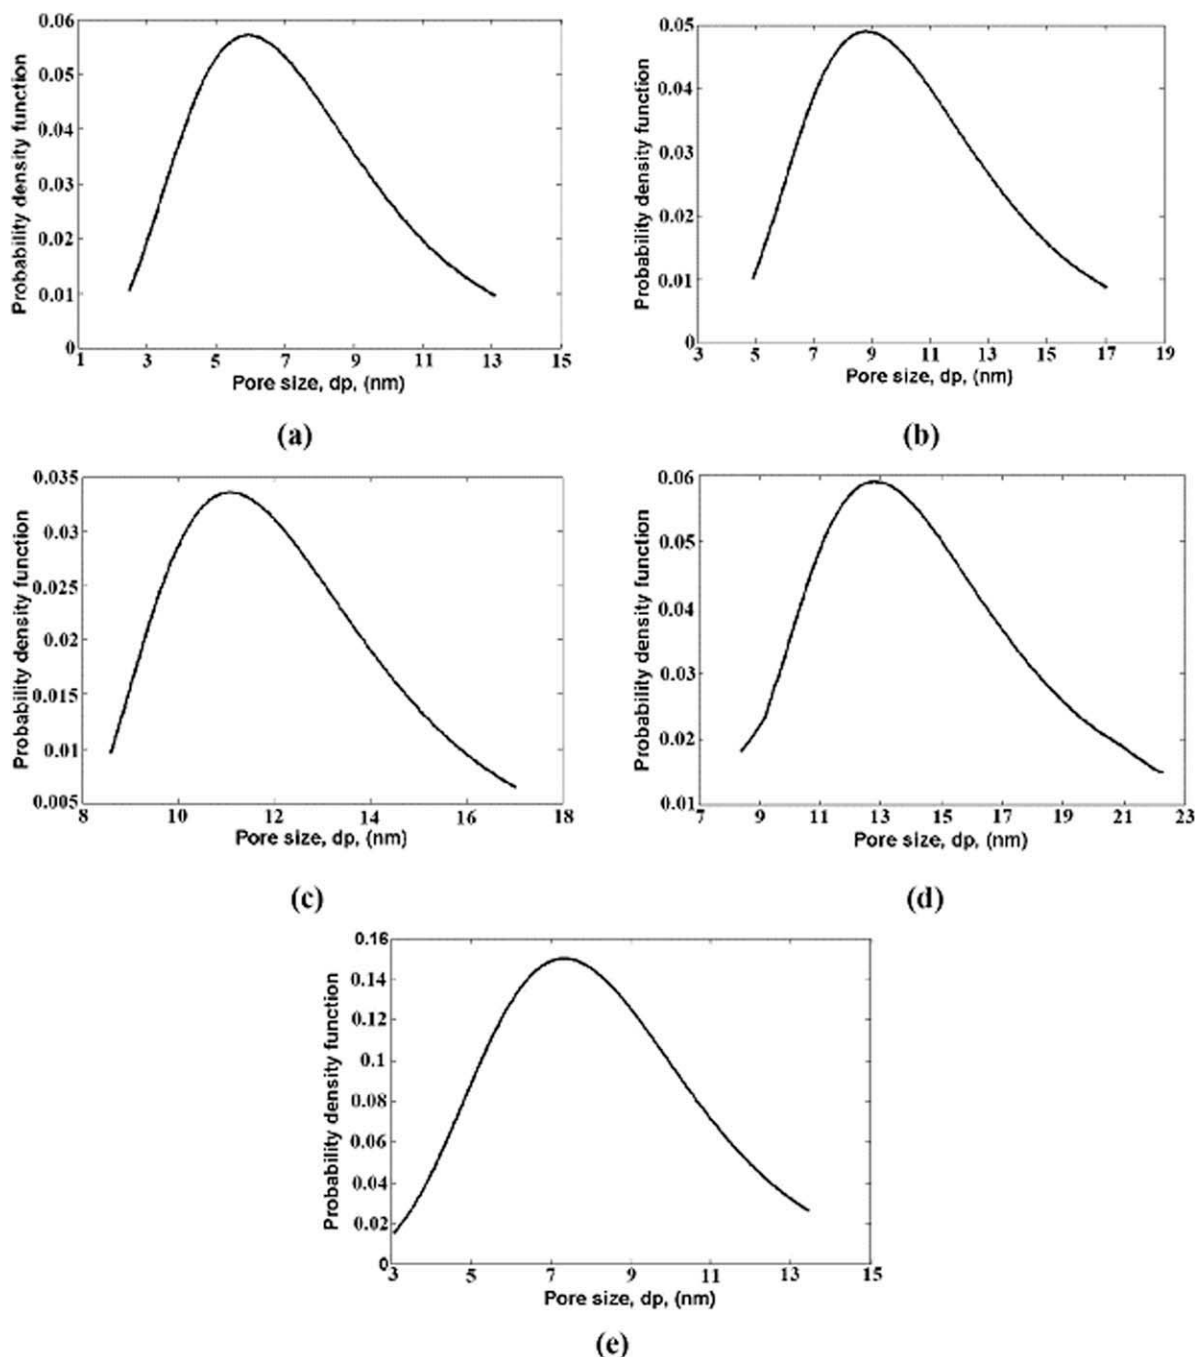 Probability density function
0.06
0.05
0.04
0.03
0.02
0.01
0
1 3 5 7 9 11 13 15
Pore size, dp, (nm)
(a)
Probability density function
0.05
0.04
0.03
0.02
0.01
0
3 5 7 9 11 13 15 17 19
Pore size, dp, (nm)
(b)
Probability density function
0.035
0.03
0.025
0.02
0.015
0.01
0.005
8 10 12 14 16 18
Pore size, dp, (nm)
(c)
Probability density function
0.06
0.05
0.04
0.03
0.02
0.01
7 9 11 13 15 17 19 21 23
Pore size, dp, (nm)
(d)
Probability density function
0.16
0.14
0.12
0.1
0.08
0.06
0.04
0.02
0
3 5 7 9 11 13 15
Pore size, dp, (nm)
(e)